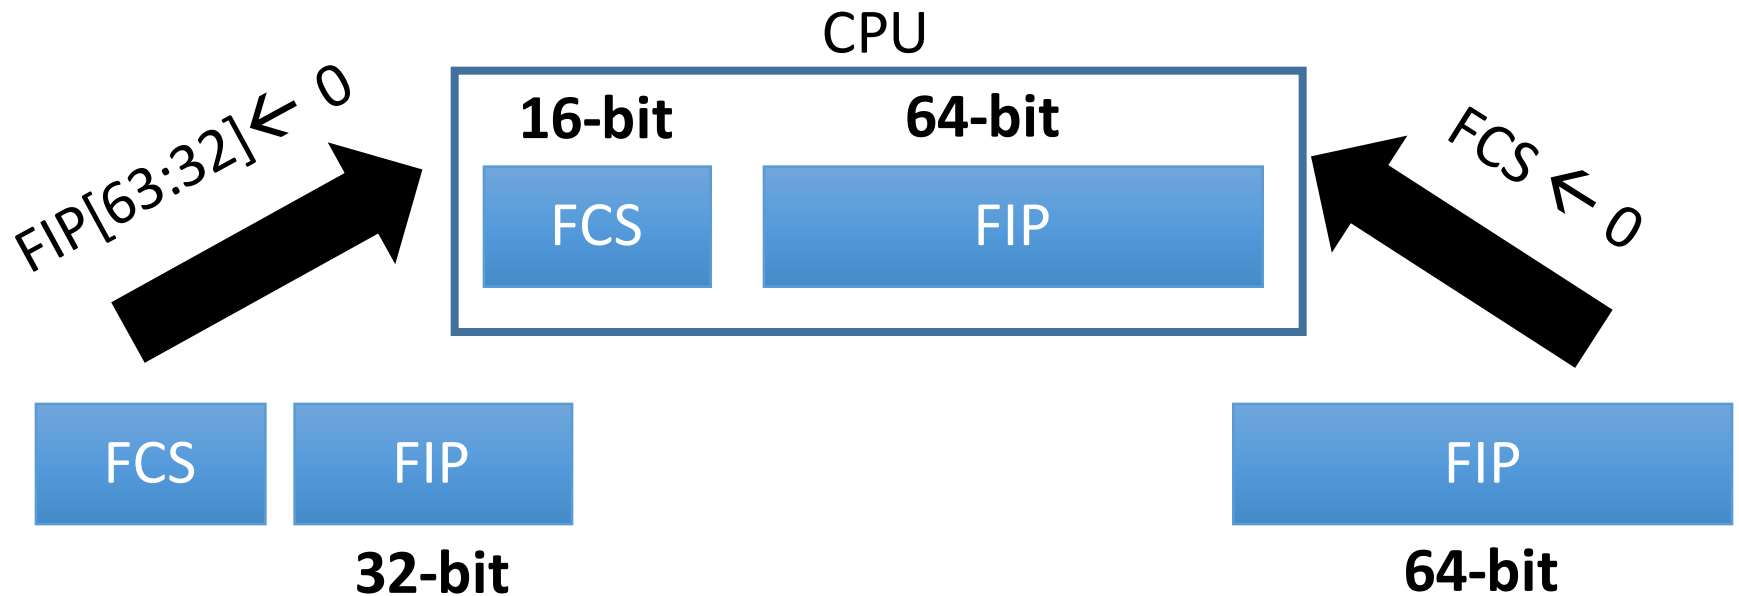 CPU
16-bit
64-bit
FCS
FIP
FIP[63:32]← 0
FCS ← 0
FCS
FIP
32-bit
FIP
64-bit